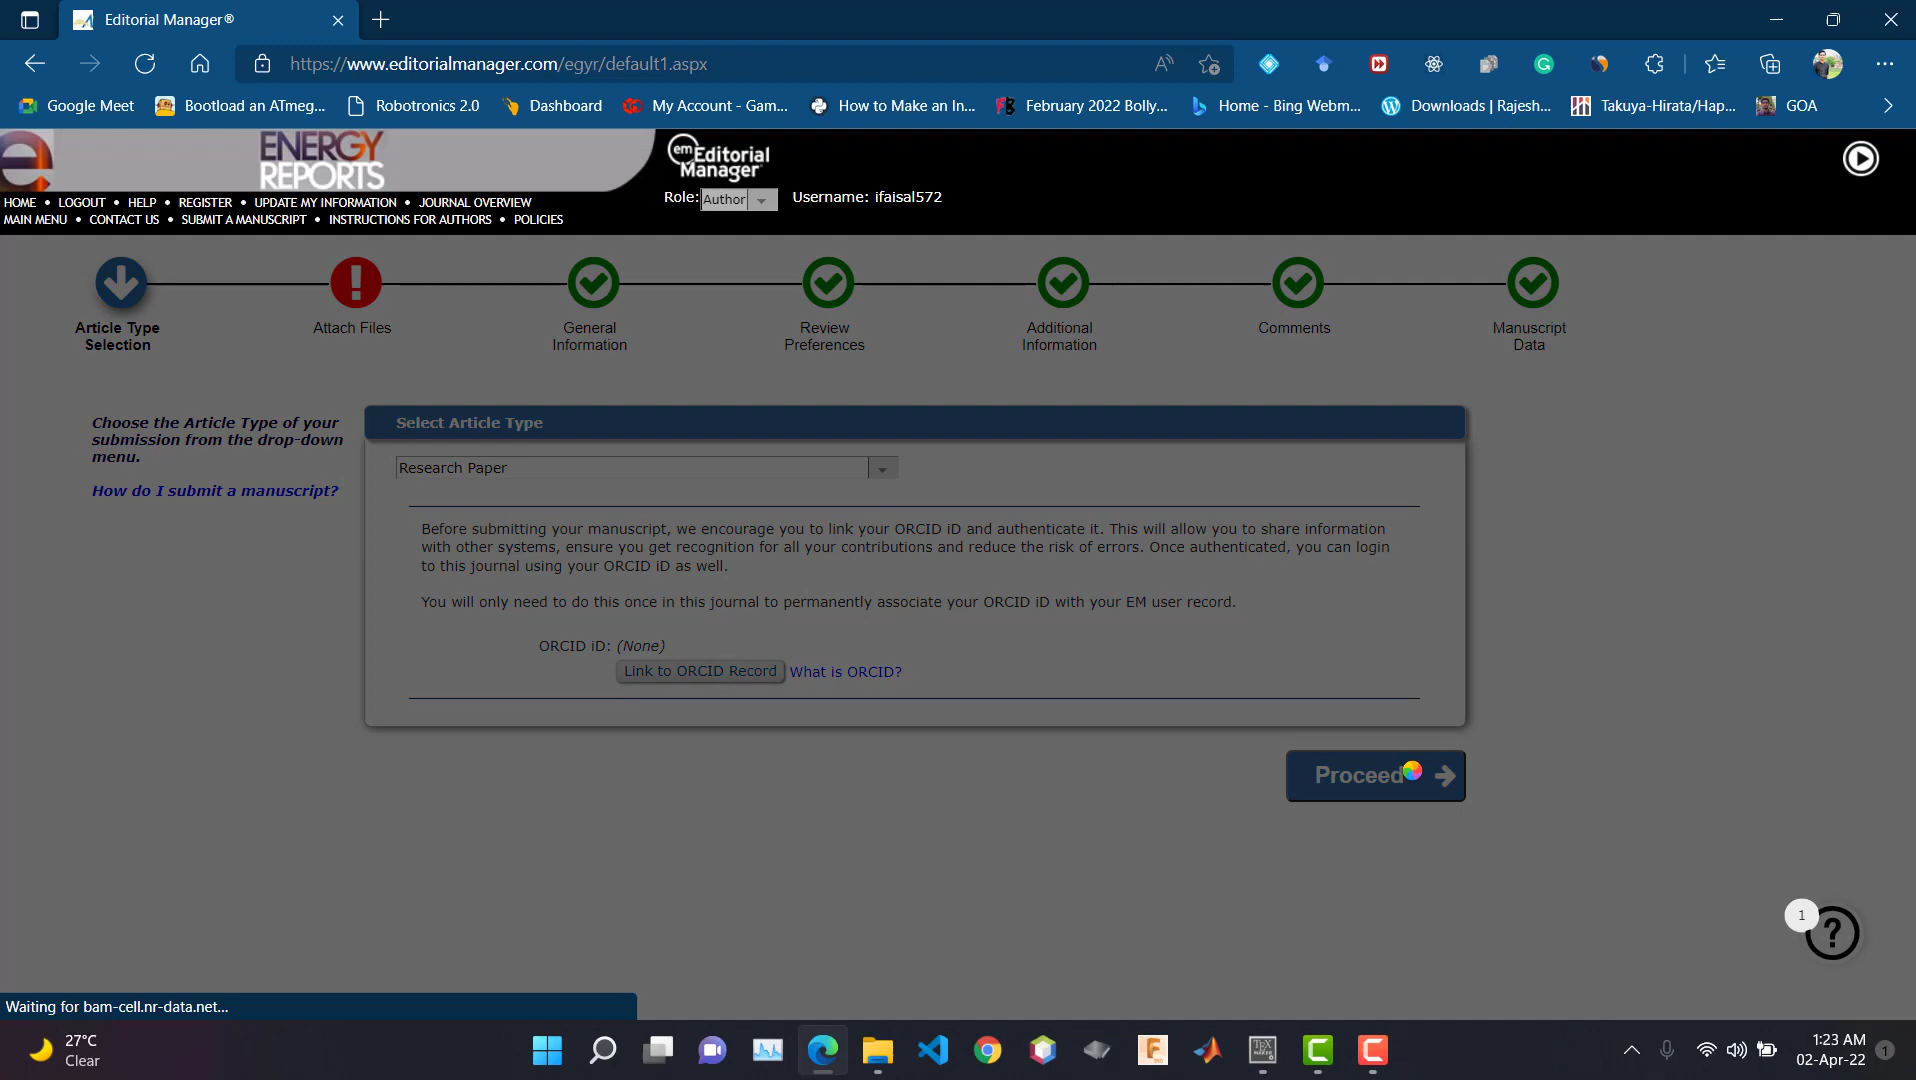 Editorial Manager®
https://www.editorialmanager.com/egyr/default1.aspx
Google Meet
Bootload an ATmeg...
Robotronics 2.0
Dashboard
My Account - Gam...
How to Make an In...
February 2022 Bolly...
Home - Bing Webm...
Downloads | Rajesh...
Takuya-Hirata/Hap...
GOA
ENERGY
REPORTS
em Editorial
Manager
Role: Author
Username: ifaisal572
HOME • LOGOUT • HELP • REGISTER • UPDATE MY INFORMATION • JOURNAL OVERVIEW
MAIN MENU • CONTACT US • SUBMIT A MANUSCRIPT • INSTRUCTIONS FOR AUTHORS • POLICIES
Article Type
Selection
Attach Files
General
Information
Review
Preferences
Additional
Information
Comments
Manuscript
Data
Choose the Article Type of your
submission from the drop-down
menu.
How do I submit a manuscript?
Select Article Type
Research Paper
Before submitting your manuscript, we encourage you to link your ORCID iD and authenticate it. This will allow you to share information
with other systems, ensure you get recognition for all your contributions and reduce the risk of errors. Once authenticated, you can login
to this journal using your ORCID iD as well.
You will only need to do this once in this journal to permanently associate your ORCID iD with your EM user record.
ORCID iD: (None)
Link to ORCID Record What is ORCID?
Proceed
1
?
Waiting for bam-cell.nr-data.net...
27°C
Clear
1:23 AM
02-Apr-22
1